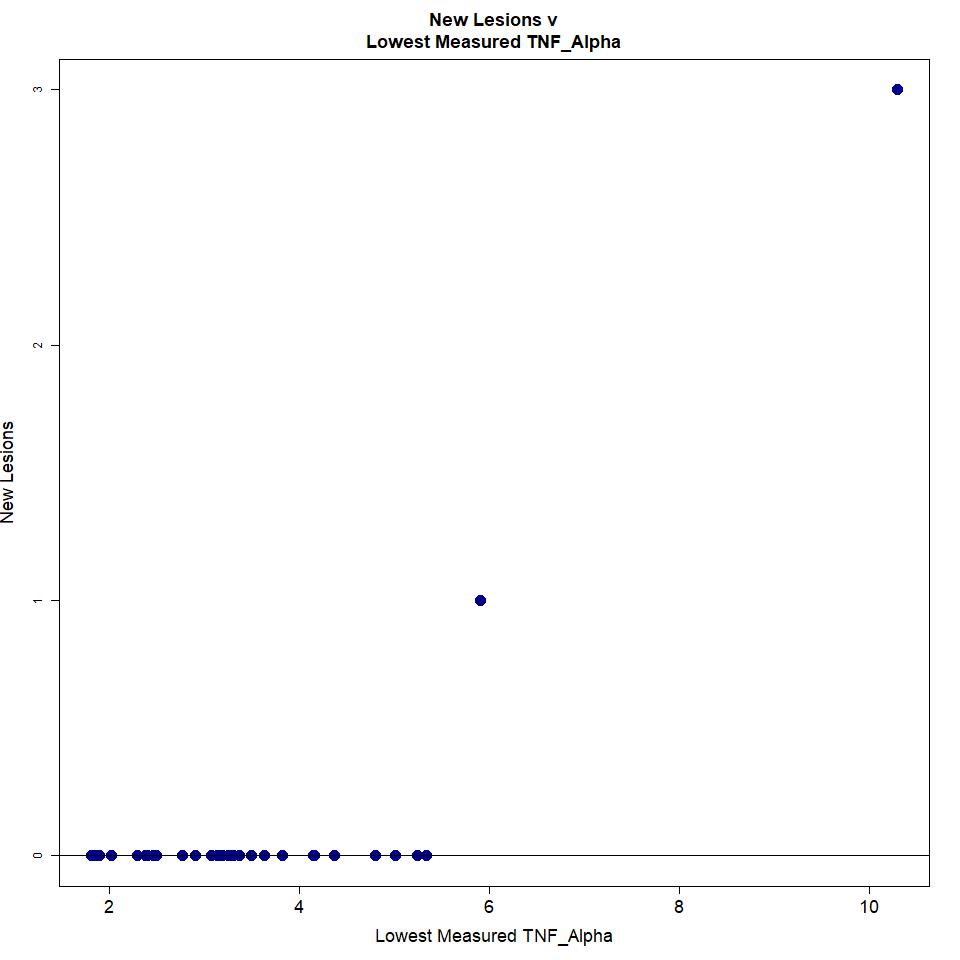 New Lesions v
Lowest Measured TNF_Alpha
3
2
1
0
New Lesions
2 4 6 8 10
Lowest Measured TNF_Alpha